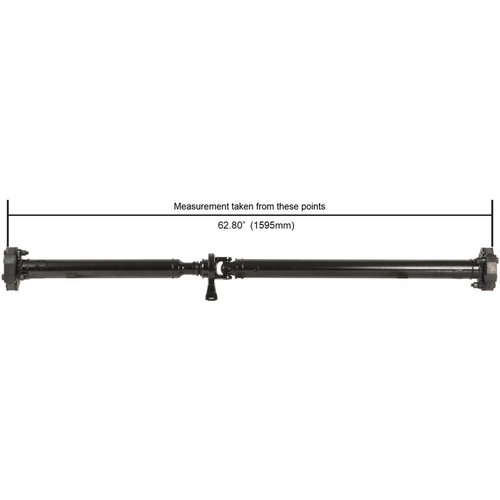 Measurement taken from these points
62.80" (1595mm)